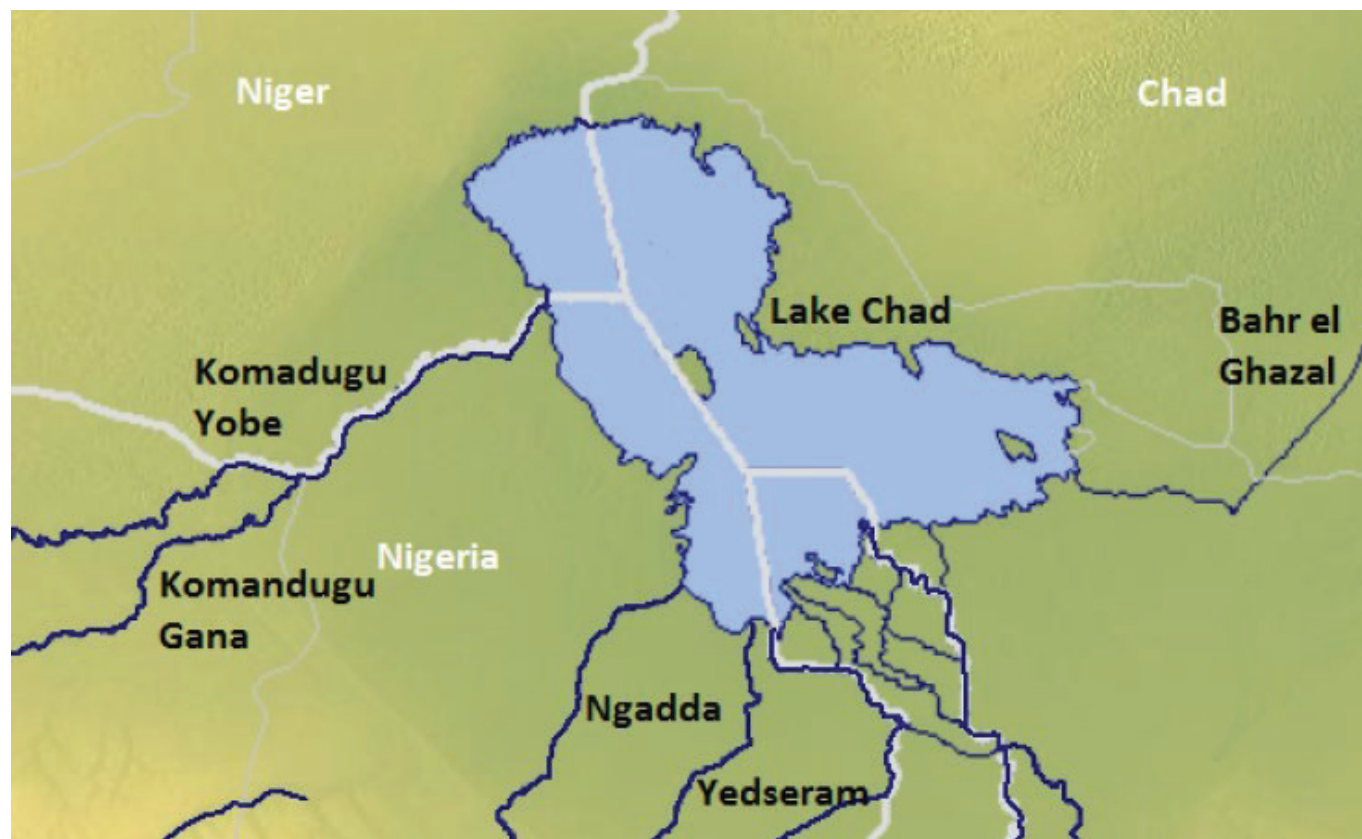 Niger
Chad
Lake Chad
Bahr el
Ghazal
Komadugu
Yobe
Nigeria
Komandugu
Gana
Ngadda
Yedseram